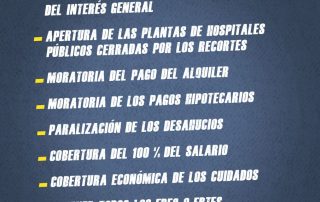 DEL INTERÉS GENERAL
- APERTURA DE LAS PLANTAS DE HOSPITALES
PÚBLICOS CERRADAS POR LOS RECORTES
- MORATORIA DEL PAGO DEL ALQUILER
- MORATORIA DE LOS PAGOS HIPOTECARIOS
- PARALIZACIÓN DE LOS DESAHUCIOS
- COBERTURA DEL 100 % DEL SALARIO
- COBERTURA ECONÓMICA DE LOS CUIDADOS